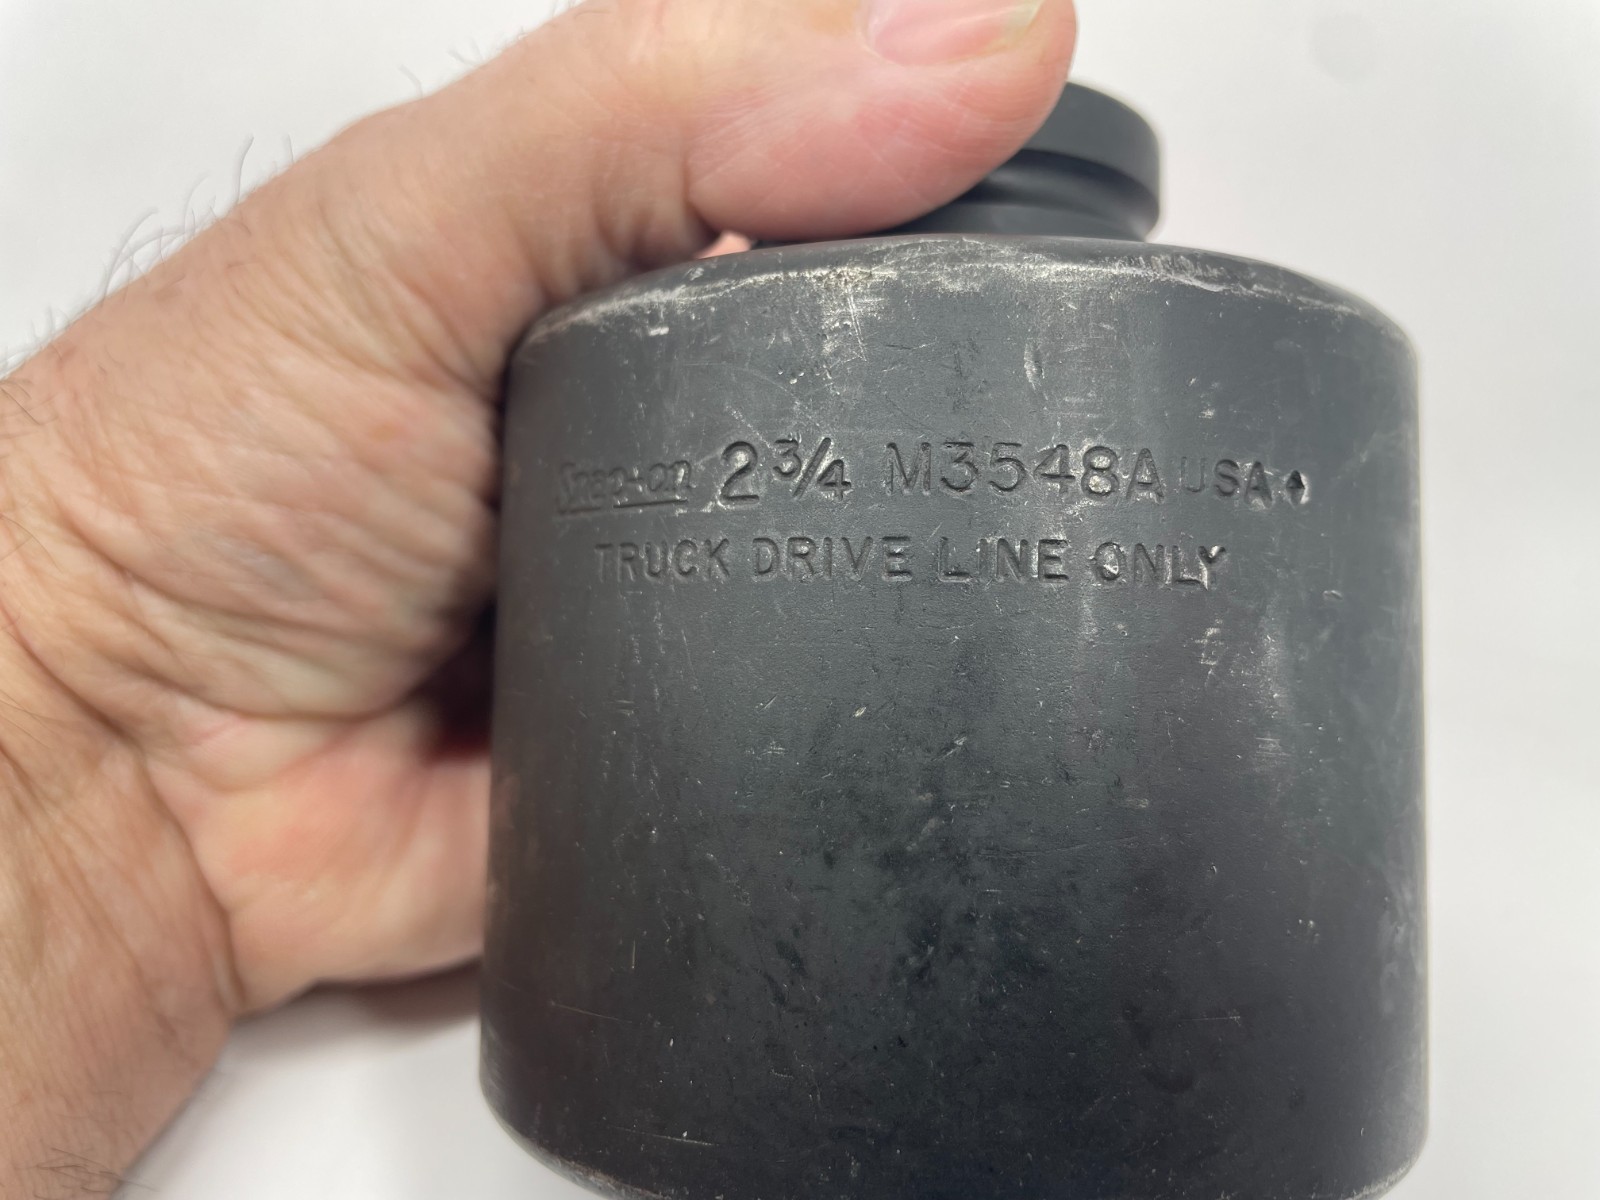 Snap-on 2 3/4 M3548A USA
TRUCK DRIVE LINE ONLY